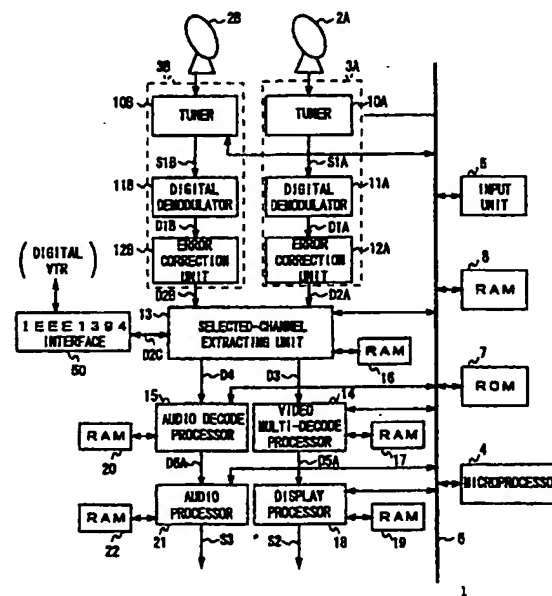 2B
2A
3B
3A
10B
TUNER
TUNER
10A
S1B
S1A
11B
DIGITAL
DEMODULATOR
DIGITAL
DEMODULATOR
11A
INPUT
UNIT
D1B
D1A
12B
ERROR
CORRECTION
UNIT
ERROR
CORRECTION
UNIT
12A
8
RAM
(DIGITAL
VTR)
D2B
D2A
13
IEEE1394
INTERFACE
SELECTED-CHANNEL
EXTRACTING UNIT
50
D2C
RAM
16
7
ROM
D4
D3
15
14
AUDIO DECODE
PROCESSOR
VIDEO
MULTI-DECODE
PROCESSOR
RAM
20
RAM
17
4
MICROPROCESSOR
D6A
D5A
RAM
22
AUDIO
PROCESSOR
21
DISPLAY
PROCESSOR
18
RAM
19
S3
S2
1